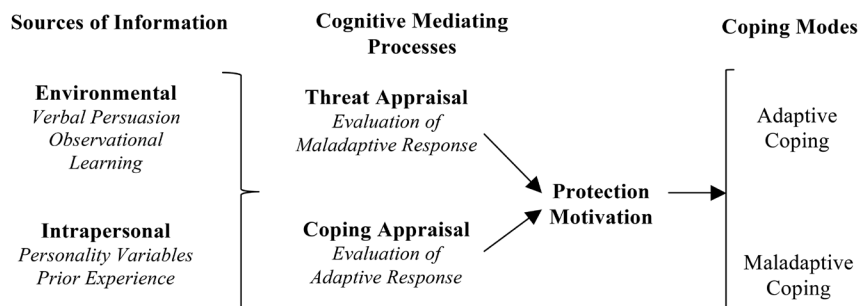 Sources of Information
Cognitive Mediating
Processes
Coping Modes
Environmental
Verbal Persuasion
Observational
Learning
Threat Appraisal
Evaluation of
Maladaptive Response
Adaptive
Coping
Protection
Motivation
Intrapersonal
Personality Variables
Prior Experience
Coping Appraisal
Evaluation of
Adaptive Response
Maladaptive
Coping